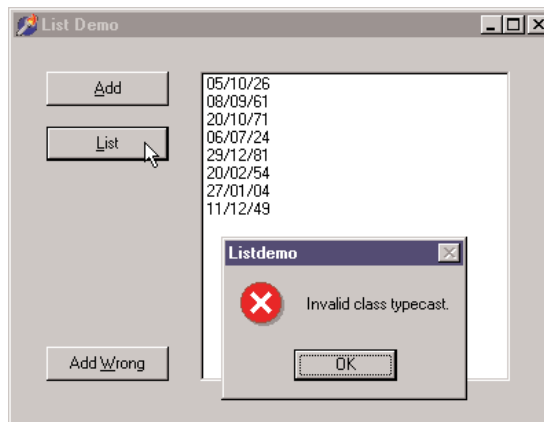 List Demo
Add
List
05/10/26
08/09/61
20/10/71
06/07/24
29/12/81
20/02/54
27/01/04
11/12/49
Listdemo
Invalid class typecast.
OK
Add Wrong